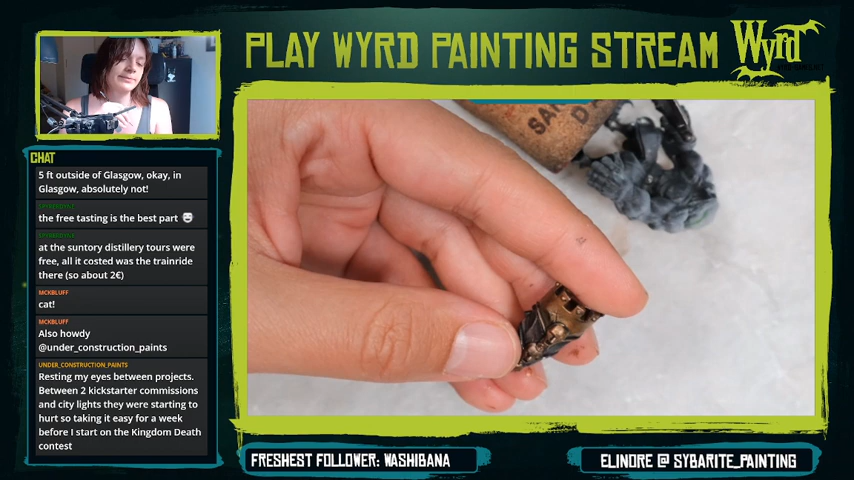 PLAY WYRD PAINTING STREAM
Wyrd
CHAT
5 ft outside of Glasgow, okay, in
Glasgow, absolutely not!
the free tasting is the best part
at the suntory distillery tours were
free, all it costed was the trainride
there (so about 2€)
MCKBLUFF
cat!
MCKBLUFF
Also howdy
@under_construction_paints
UNDER_CONSTRUCTION_PAINTS
Resting my eyes between projects.
Between 2 kickstarter commissions
and city lights they were starting to
hurt so taking it easy for a week
before I start on the Kingdom Death
contest
FRESHEST FOLLOWER: WASHIBANA
ELINORE @ SYBARITE_PAINTING